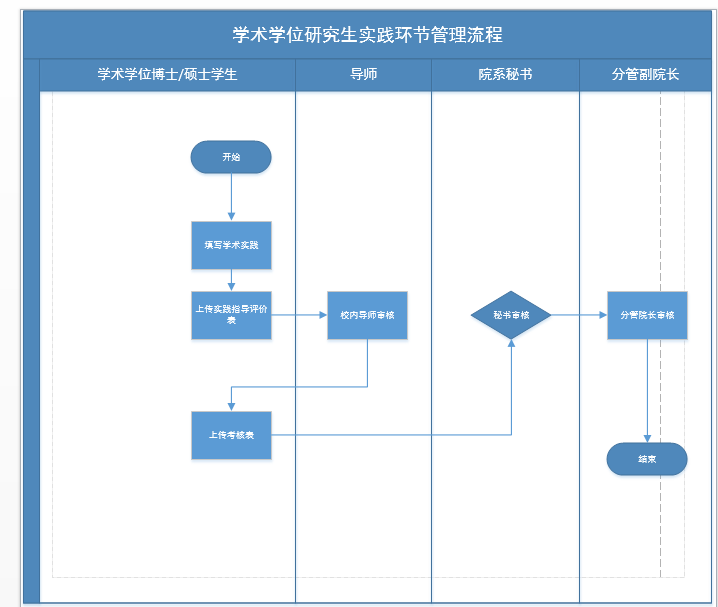 学术学位研究生实践环节管理流程
学术学位博士/硕士学生
导师
院系秘书
分管副院长
开始
填写学术实践
上传实践指导评价
表
校内导师审核
秘书审核
分管院长审核
上传考核表
结束